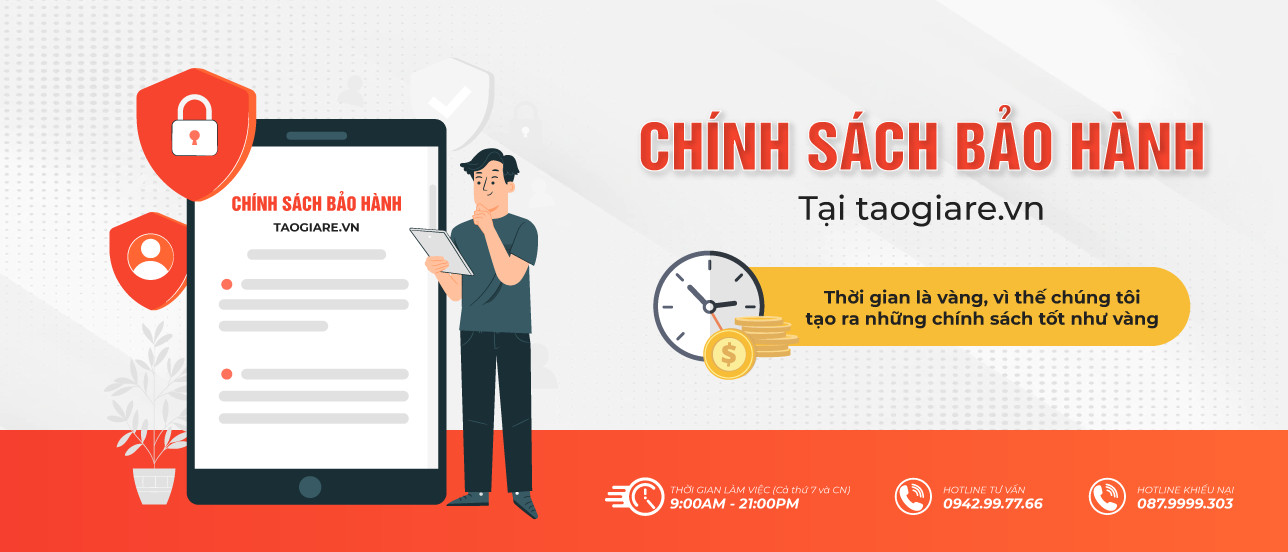 CHÍNH SÁCH BẢO HÀNH
TAOGIARE.VN
CHÍNH SÁCH BẢO HÀNH
Tại taogiare.vn
Thời gian là vàng, vì thế chúng tôi
tạo ra những chính sách tốt như vàng
$
THỜI GIAN LÀM VIỆC (Cả thứ 7 và CN)
9:00AM - 21:00PM
HOTLINE TƯ VẤN
0942.99.77.66
HOTLINE KHIẾU NẠI
087.9999.303